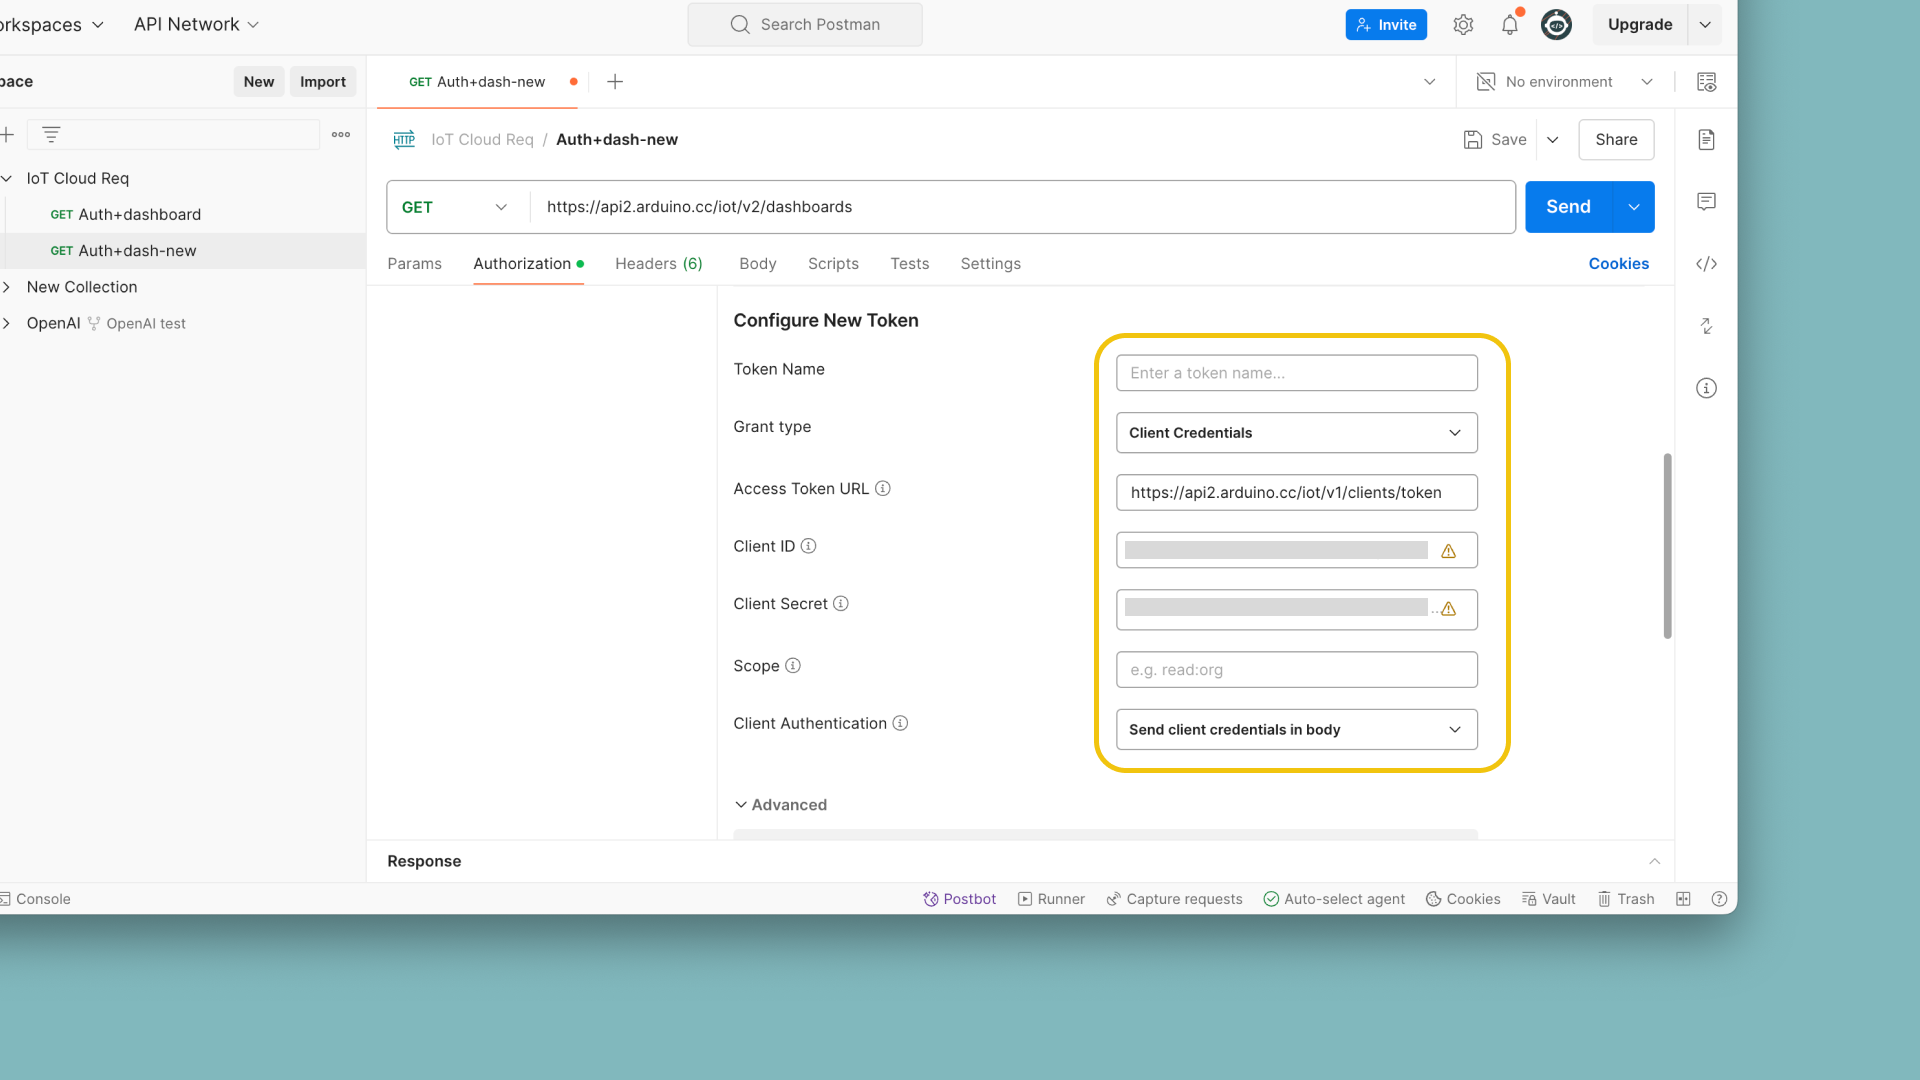 orkspaces API Network Search Postman Invite Upgrade
pace New Import GET Auth+dash-new No environment
HTTP IoT Cloud Req / Auth+dash-new Save Share
IoT Cloud Req
GET Auth+dashboard
GET Auth+dash-new
New Collection
OpenAI OpenAI test
GET https://api2.arduino.cc/iot/v2/dashboards Send
Params Authorization Headers (6) Body Scripts Tests Settings Cookies
Configure New Token
Token Name Enter a token name...
Grant type Client Credentials
Access Token URL https://api2.arduino.cc/iot/v1/clients/token
Client ID
Client Secret ...
Scope e.g. read:org
Client Authentication Send client credentials in body
Advanced
Response
Console Postbot Runner Capture requests Auto-select agent Cookies Vault Trash